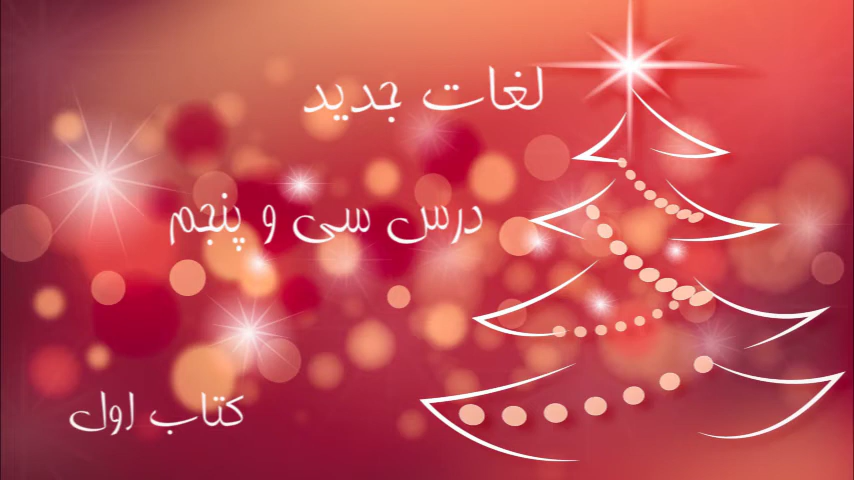 لغات جدید
درس سی و پنجم
کتاب اول